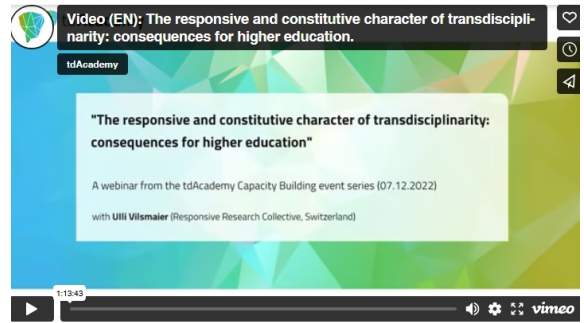 Video (EN): The responsive and constitutive character of transdiscipli-
narity: consequences for higher education.
tdAcademy
"The responsive and constitutive character of transdisciplinarity:
consequences for higher education"
A webinar from the tdAcademy Capacity Building event series (07.12.2022)
with Ulli Vilsmaier (Responsive Research Collective, Switzerland)
1:13:43
vimeo